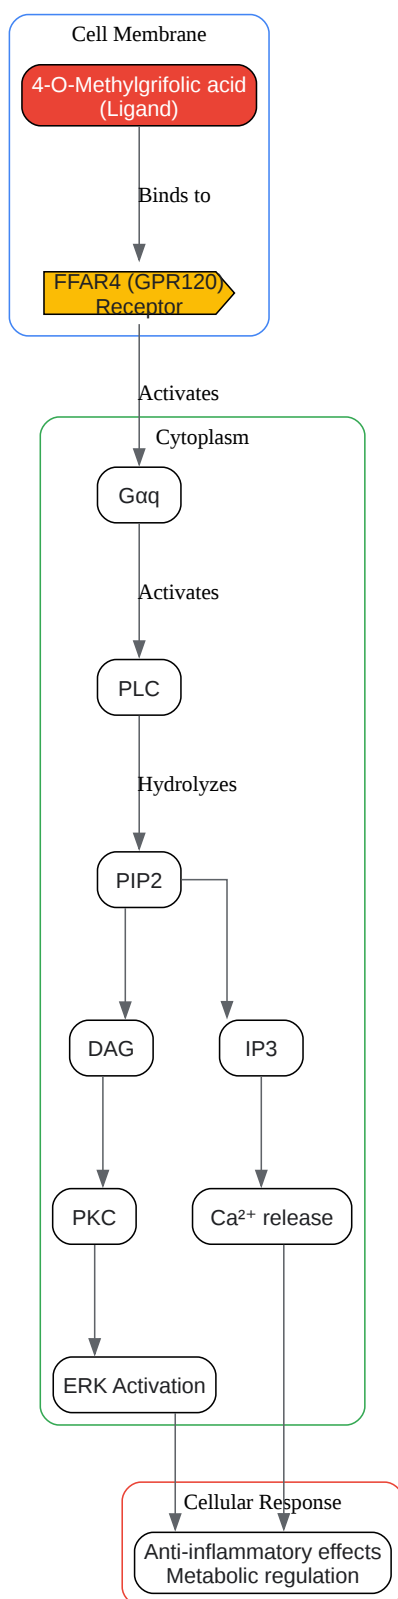 Cell Membrane
4-O-Methylgrifolic acid
(Ligand)
Binds to
FFAR4 (GPR120)
Receptor
Activates
Cytoplasm
Gαq
Activates
PLC
Hydrolyzes
PIP2
DAG
IP3
PKC
Ca²⁺ release
ERK Activation
Cellular Response
Anti-inflammatory effects
Metabolic regulation